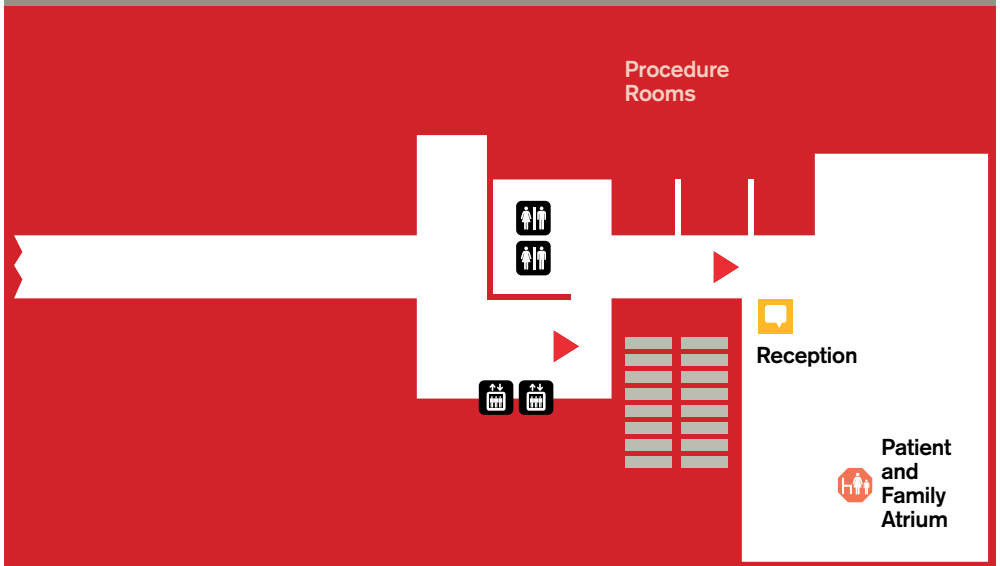 Procedure
Rooms
Reception
Patient
and
Family
Atrium